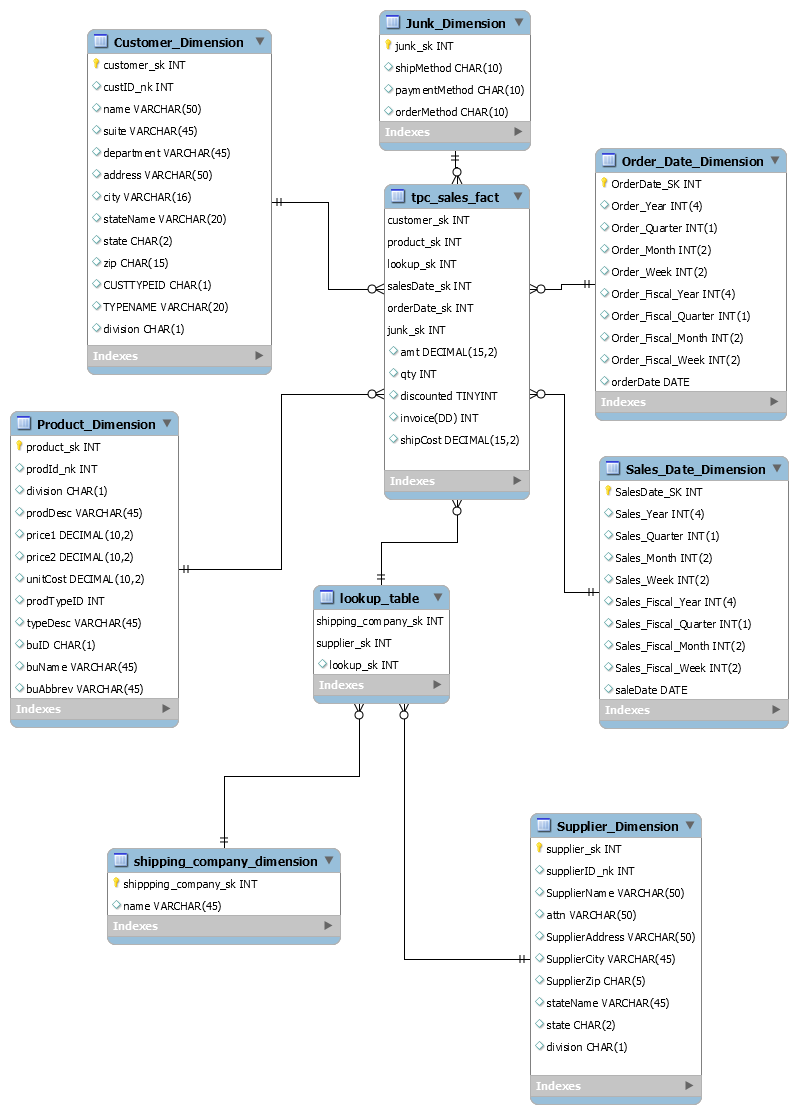 Junk_Dimension
junk_sk INT
shipMethod CHAR(10)
paymentMethod CHAR(10)
orderMethod CHAR(10)
Indexes
Customer_Dimension
customer_sk INT
custID_nk INT
name VARCHAR(50)
suite VARCHAR(45)
department VARCHAR(45)
address VARCHAR(50)
city VARCHAR(16)
stateName VARCHAR(20)
state CHAR(2)
zip CHAR(15)
CUSTTYPEID CHAR(1)
TYPENAME VARCHAR(20)
division CHAR(1)
Indexes
tpc_sales_fact
customer_sk INT
product_sk INT
lookup_sk INT
salesDate_sk INT
orderDate_sk INT
junk_sk INT
amt DECIMAL(15,2)
qty INT
discounted TINYINT
invoice(DD) INT
shipCost DECIMAL(15,2)
Indexes
Order_Date_Dimension
OrderDate_SK INT
Order_Year INT(4)
Order_Quarter INT(1)
Order_Month INT(2)
Order_Week INT(2)
Order_Fiscal_Year INT(4)
Order_Fiscal_Quarter INT(1)
Order_Fiscal_Month INT(2)
Order_Fiscal_Week INT(2)
orderDate DATE
Indexes
Product_Dimension
product_sk INT
prodId_nk INT
division CHAR(1)
prodDesc VARCHAR(45)
price1 DECIMAL(10,2)
price2 DECIMAL(10,2)
unitCost DECIMAL(10,2)
prodTypeID INT
typeDesc VARCHAR(45)
buID CHAR(1)
buName VARCHAR(45)
buAbbrev VARCHAR(45)
Indexes
Sales_Date_Dimension
SalesDate_SK INT
Sales_Year INT(4)
Sales_Quarter INT(1)
Sales_Month INT(2)
Sales_Week INT(2)
Sales_Fiscal_Year INT(4)
Sales_Fiscal_Quarter INT(1)
Sales_Fiscal_Month INT(2)
Sales_Fiscal_Week INT(2)
saleDate DATE
Indexes
lookup_table
shipping_company_sk INT
supplier_sk INT
lookup_sk INT
Indexes
shipping_company_dimension
shippping_company_sk INT
name VARCHAR(45)
Indexes
Supplier_Dimension
supplier_sk INT
supplierID_nk INT
SupplierName VARCHAR(50)
attn VARCHAR(50)
SupplierAddress VARCHAR(50)
SupplierCity VARCHAR(45)
SupplierZip CHAR(5)
stateName VARCHAR(45)
state CHAR(2)
division CHAR(1)
Indexes